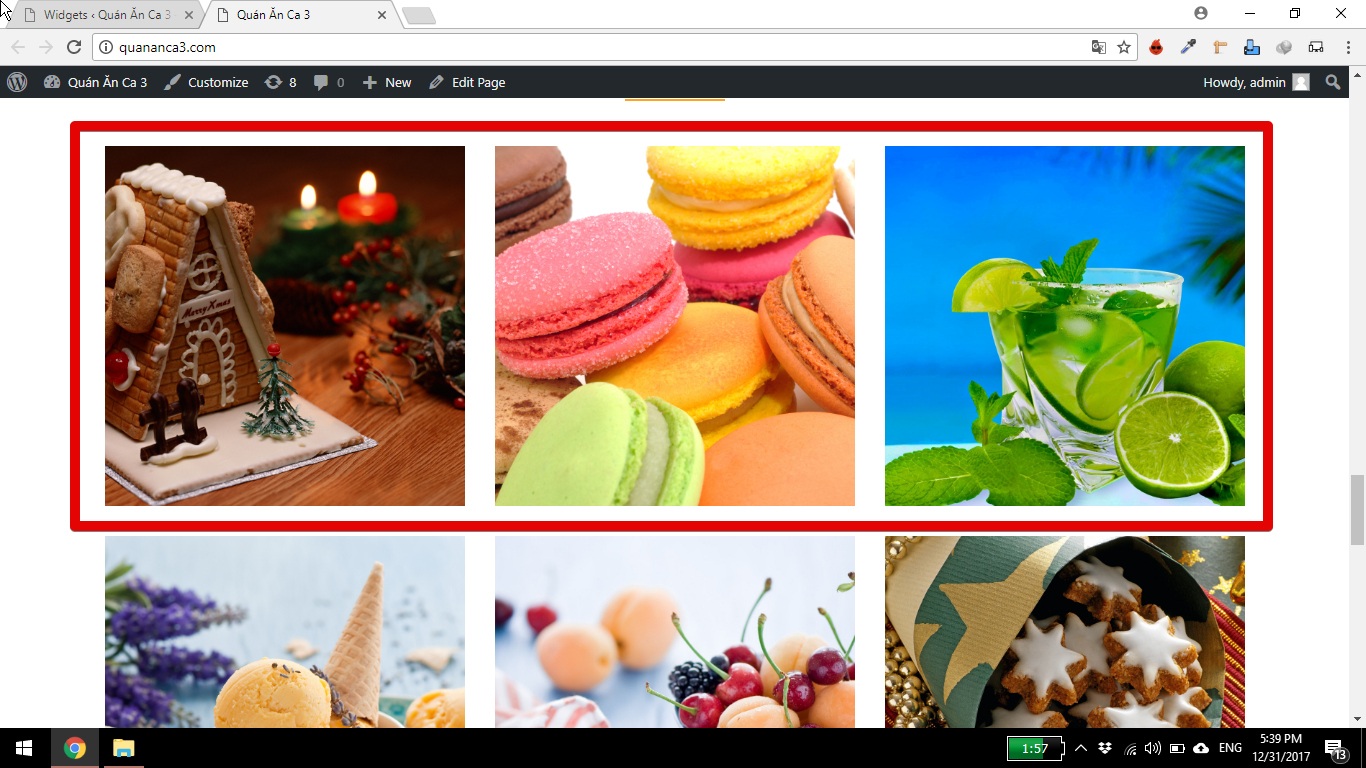 Widgets ‹ Quán Ăn Ca 3
Quán Ăn Ca 3
quananca3.com
Quán Ăn Ca 3
Customize
8
0
New
Edit Page
Howdy, admin
Merry Xmas
1:57
ENG
5:39 PM
12/31/2017
13